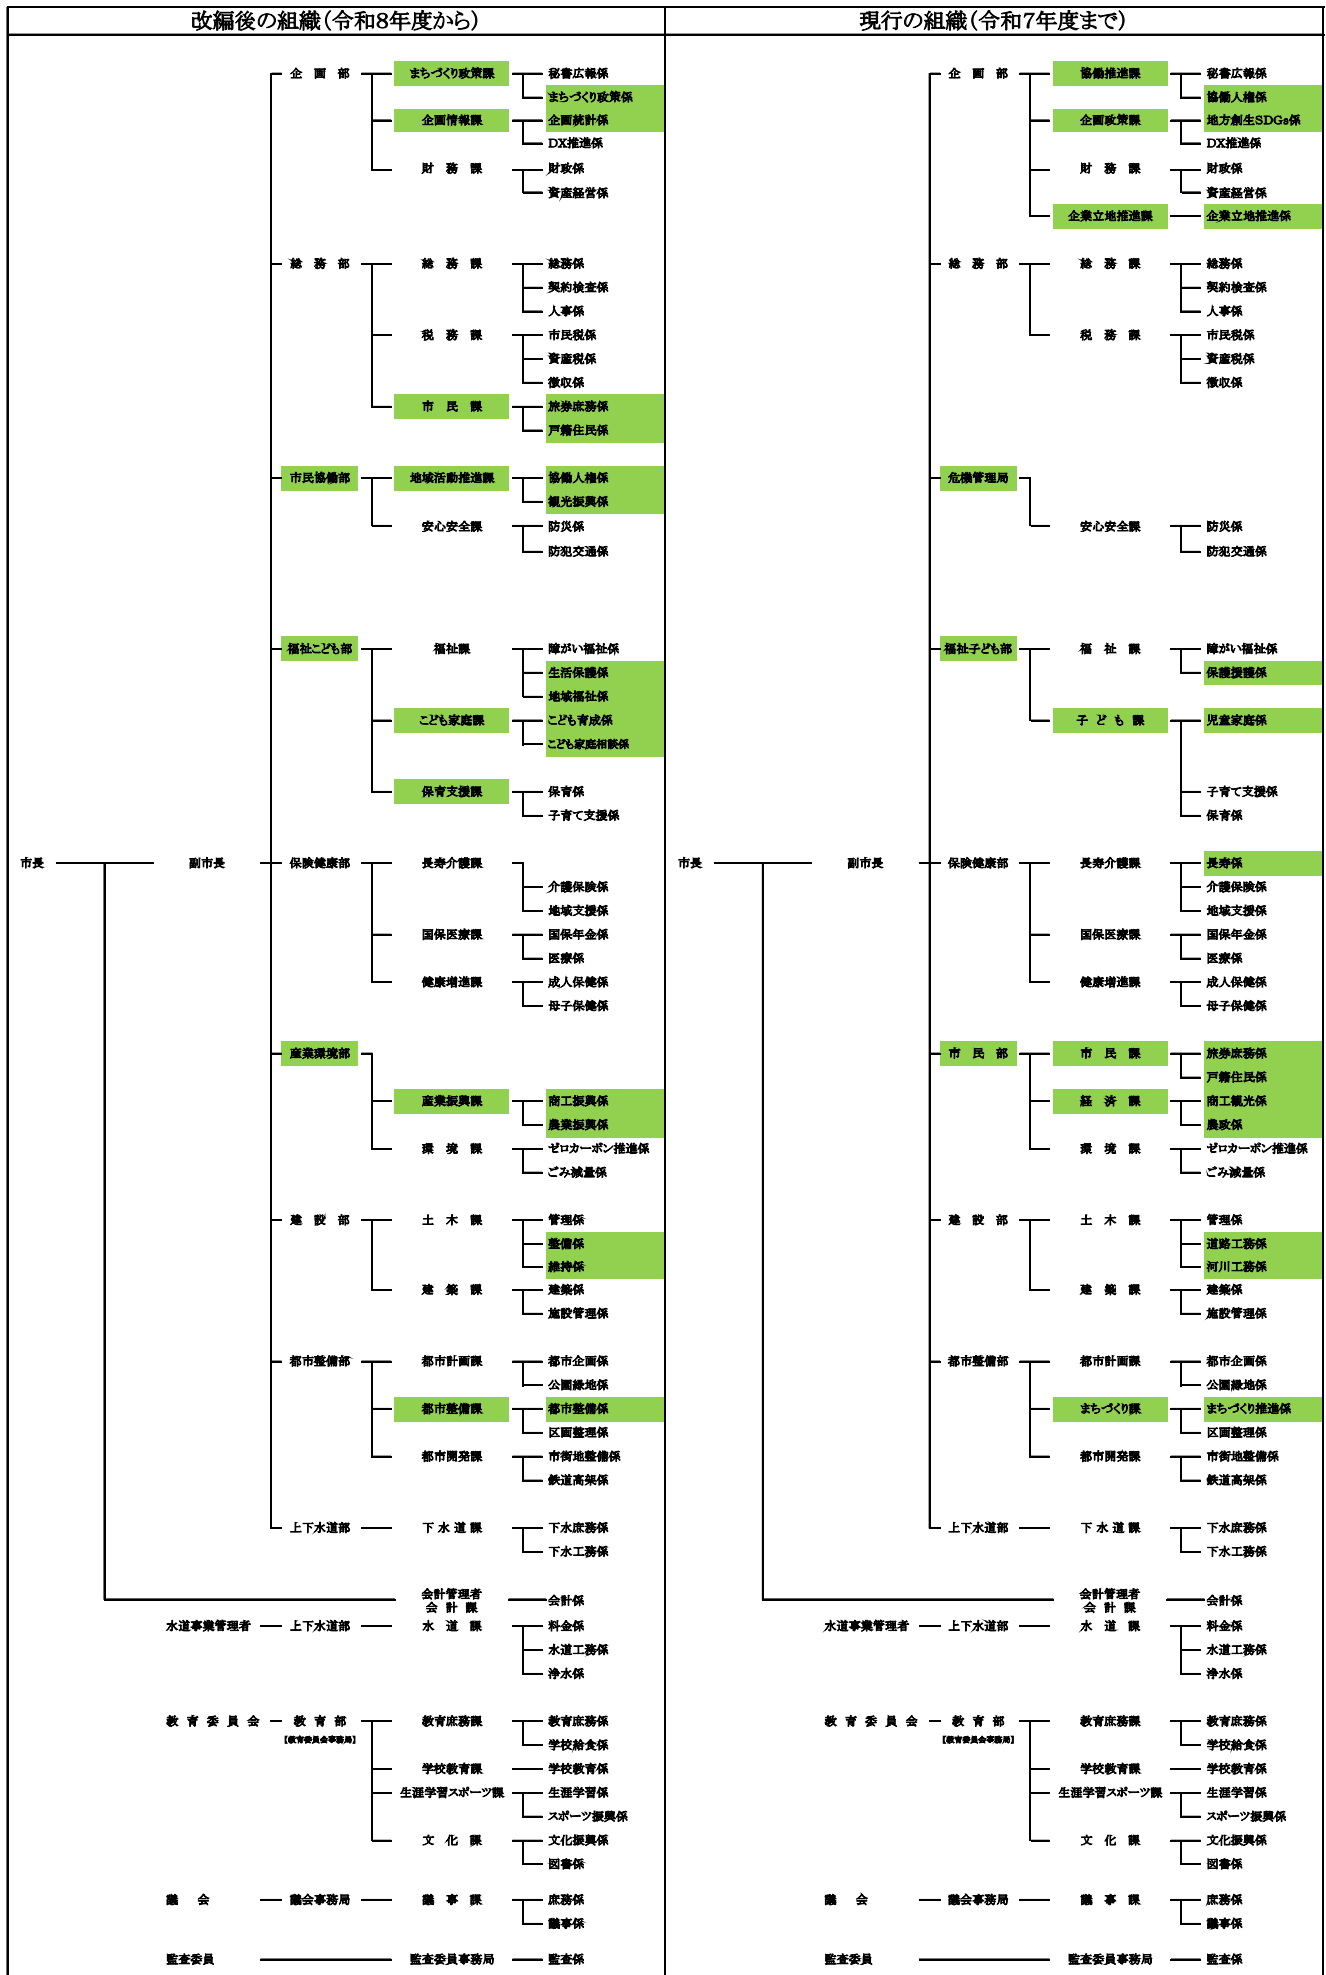 改編後の組織(令和8年度から)
企画部 まちづくり政策課 秘書広報係
まちづくり政策係
企画情報課 企画統計係
DX推進係
財務課 財政係
資産経営係
総務部 総務課 総務係
契約検査係
人事係
税務課 市民税係
資産税係
徴収係
市民課 旅券庶務係
戸籍住民係
市民協働部 地域活動推進課 協働人権係
観光振興係
安心安全課 防災係
防犯交通係
福祉こども部 福祉課 障がい福祉係
生活保護係
地域福祉係
こども家庭課 こども育成係
こども家庭相談係
保育支援課 保育係
子育て支援係
市長 副市長 保険健康部 長寿介護課
介護保険係
地域支援係
国保医療課 国保年金係
医療係
健康増進課 成人保健係
母子保健係
産業環境部
産業振興課 商工振興係
農業振興係
環境課 ゼロカーボン推進係
ごみ減量係
建設部 土木課 管理係
整備係
維持係
建築課 建築係
施設管理係
都市整備部 都市計画課 都市企画係
公園緑地係
都市整備課 都市整備係
区画整理係
都市開発課 市街地整備係
鉄道高架係
上下水道部 下水道課 下水庶務係
下水工務係
会計管理者
会計課 会計係
水道事業管理者 上下水道部 水道課 料金係
水道工務係
浄水係
教育委員会 教育部 教育庶務課 教育庶務係
【教育委員会事務局】 学校給食係
学校教育課 学校教育係
生涯学習スポーツ課 生涯学習係
スポーツ振興係
文化課 文化振興係
図書係
議会 議会事務局 議事課 庶務係
議事係
監査委員 監査委員事務局 監査係
現行の組織(令和7年度まで)
企画部 協働推進課 秘書広報係
協働人権係
企画政策課 地方創生SDGs係
DX推進係
財務課 財政係
資産経営係
企業立地推進課 企業立地推進係
総務部 総務課 総務係
契約検査係
人事係
税務課 市民税係
資産税係
徴収係
危機管理局
安心安全課 防災係
防犯交通係
福祉子ども部 福祉課 障がい福祉係
保護援護係
子ども課 児童家庭係
子育て支援係
保育係
市長 副市長 保険健康部 長寿介護課 長寿係
介護保険係
地域支援係
国保医療課 国保年金係
医療係
健康増進課 成人保健係
母子保健係
市民部 市民課 旅券庶務係
戸籍住民係
経済課 商工観光係
農政係
環境課 ゼロカーボン推進係
ごみ減量係
建設部 土木課 管理係
道路工務係
河川工務係
建築課 建築係
施設管理係
都市整備部 都市計画課 都市企画係
公園緑地係
まちづくり課 まちづくり推進係
区画整理係
都市開発課 市街地整備係
鉄道高架係
上下水道部 下水道課 下水庶務係
下水工務係
会計管理者
会計課 会計係
水道事業管理者 上下水道部 水道課 料金係
水道工務係
浄水係
教育委員会 教育部 教育庶務課 教育庶務係
【教育委員会事務局】 学校給食係
学校教育課 学校教育係
生涯学習スポーツ課 生涯学習係
スポーツ振興係
文化課 文化振興係
図書係
議会 議会事務局 議事課 庶務係
議事係
監査委員 監査委員事務局 監査係